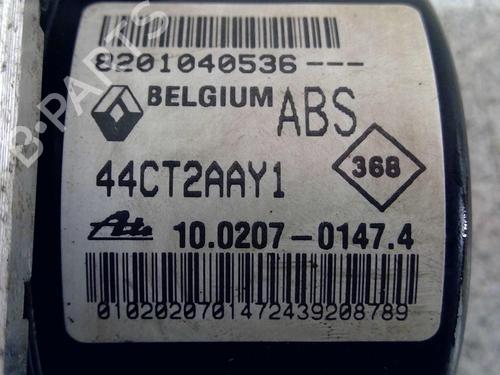 8201040536---
BELGIUM ABS
44CT2AAY1
368
Ate 10.0207-0147.4
0102020701472439208789
B-PARTS